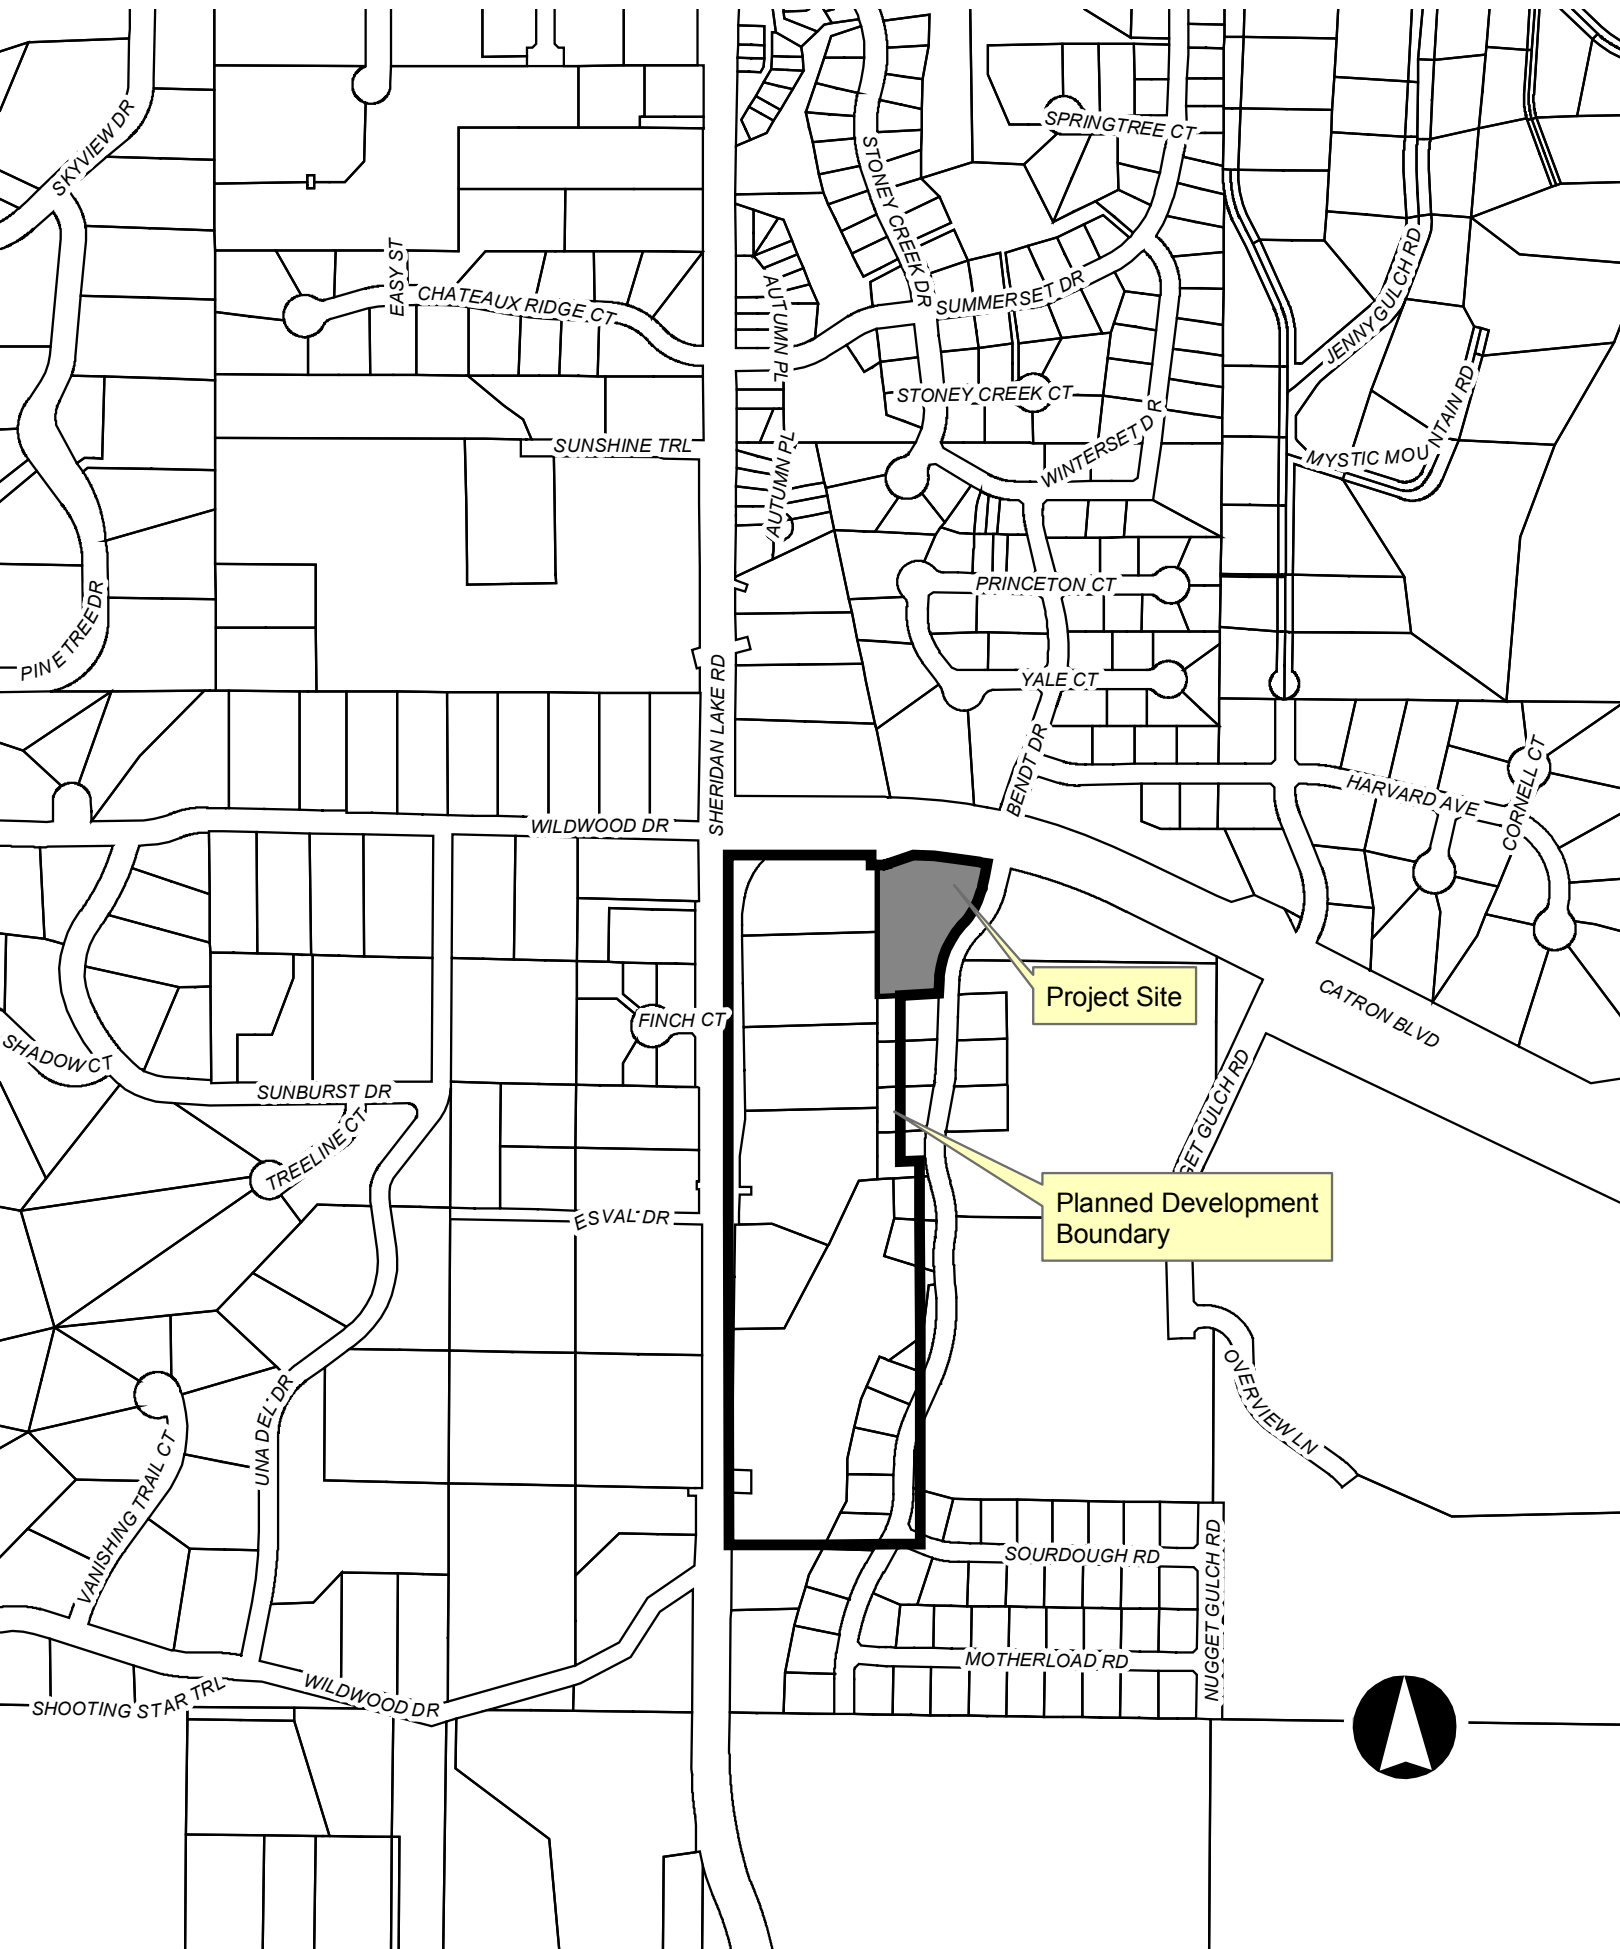 SKYVIEW DR
SPRINGTREE CT
STONEY CREEK DR
EASY ST
CHATEAUX RIDGE CT
AUTUMN PL
SUMMERSET DR
JENNY GULCH RD
STONEY CREEK CT
WINTERSET DR
MYSTIC MOUNTAIN RD
SUNSHINE TRL
AUTUMN PL
PRINCETON CT
PINETREE DR
YALE CT
SHERIDAN LAKE RD
BENDT DR
HARVARD AVE
CORNELL CT
WILDWOOD DR
Project Site
CATRON BLVD
FINCH CT
SHADOW CT
SUNBURST DR
TREELINE CT
GET GULCH RD
Planned Development
Boundary
ESVAL DR
UNA DEL DR
OVERVIEW LN
VANISHING TRAIL CT
SOURDOUGH RD
NUGGET GULCH RD
MOTHERLOAD RD
SHOOTING STAR TRL
WILDWOOD DR